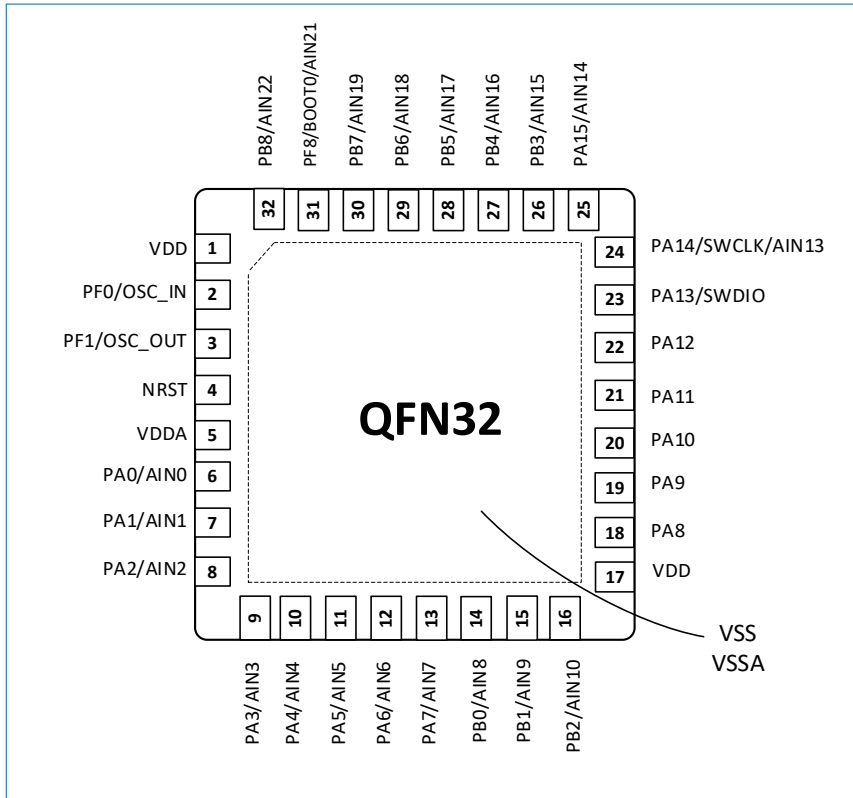 PB8/AIN22
PF8/BOOT0/AIN21
PB7/AIN19
PB6/AIN18
PB5/AIN17
PB4/AIN16
PB3/AIN15
PA15/AIN14
32
31
30
29
28
27
26
25
VDD
1
PF0/OSC_IN
2
PF1/OSC_OUT
3
NRST
4
VDDA
5
PA0/AIN0
6
PA1/AIN1
7
PA2/AIN2
8
QFN32
24
PA14/SWCLK/AIN13
23
PA13/SWDIO
22
PA12
21
PA11
20
PA10
19
PA9
18
PA8
17
VDD
9
10
11
12
13
14
15
16
PA3/AIN3
PA4/AIN4
PA5/AIN5
PA6/AIN6
PA7/AIN7
PB0/AIN8
PB1/AIN9
PB2/AIN10
VSS
VSSA